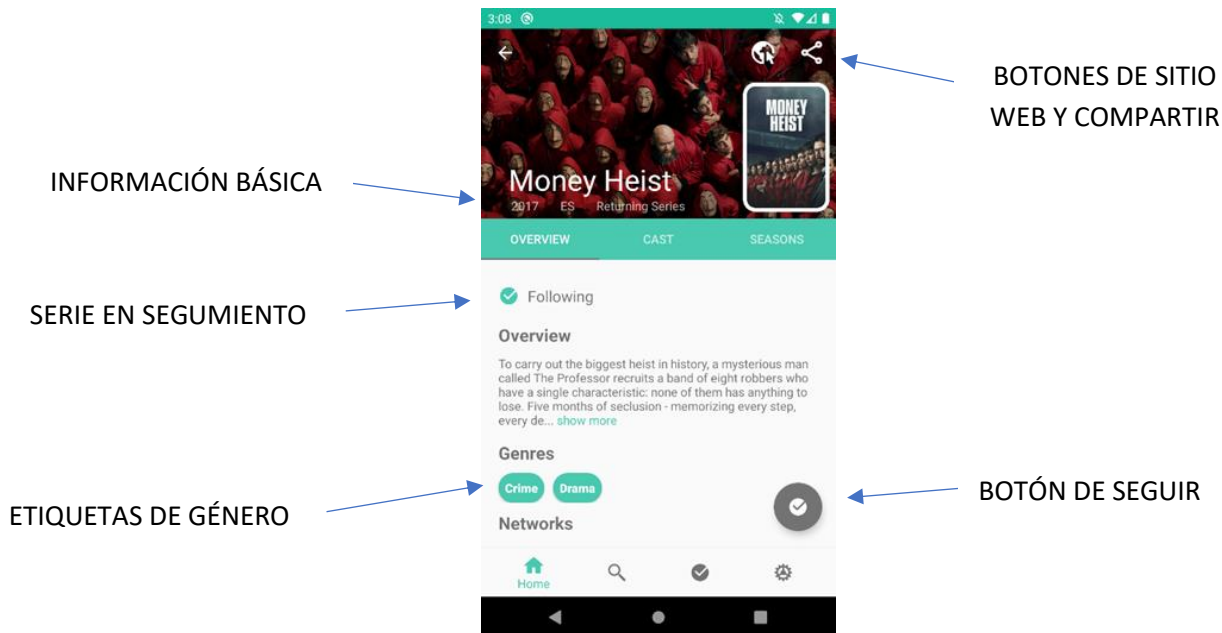 3:08
BOTONES DE SITIO
WEB Y COMPARTIR
MONEY
HEIST
INFORMACIÓN BÁSICA
Money Heist
2017 ES Returning Series
OVERVIEW CAST SEASONS
SERIE EN SEGUMIENTO
Following
Overview
To carry out the biggest heist in history, a mysterious man
called The Professor recruits a band of eight robbers who
have a single characteristic: none of them has anything to
lose. Five months of seclusion - memorizing every step,
every de... show more
Genres
Crime Drama
ETIQUETAS DE GÉNERO
BOTÓN DE SEGUIR
Networks
Home